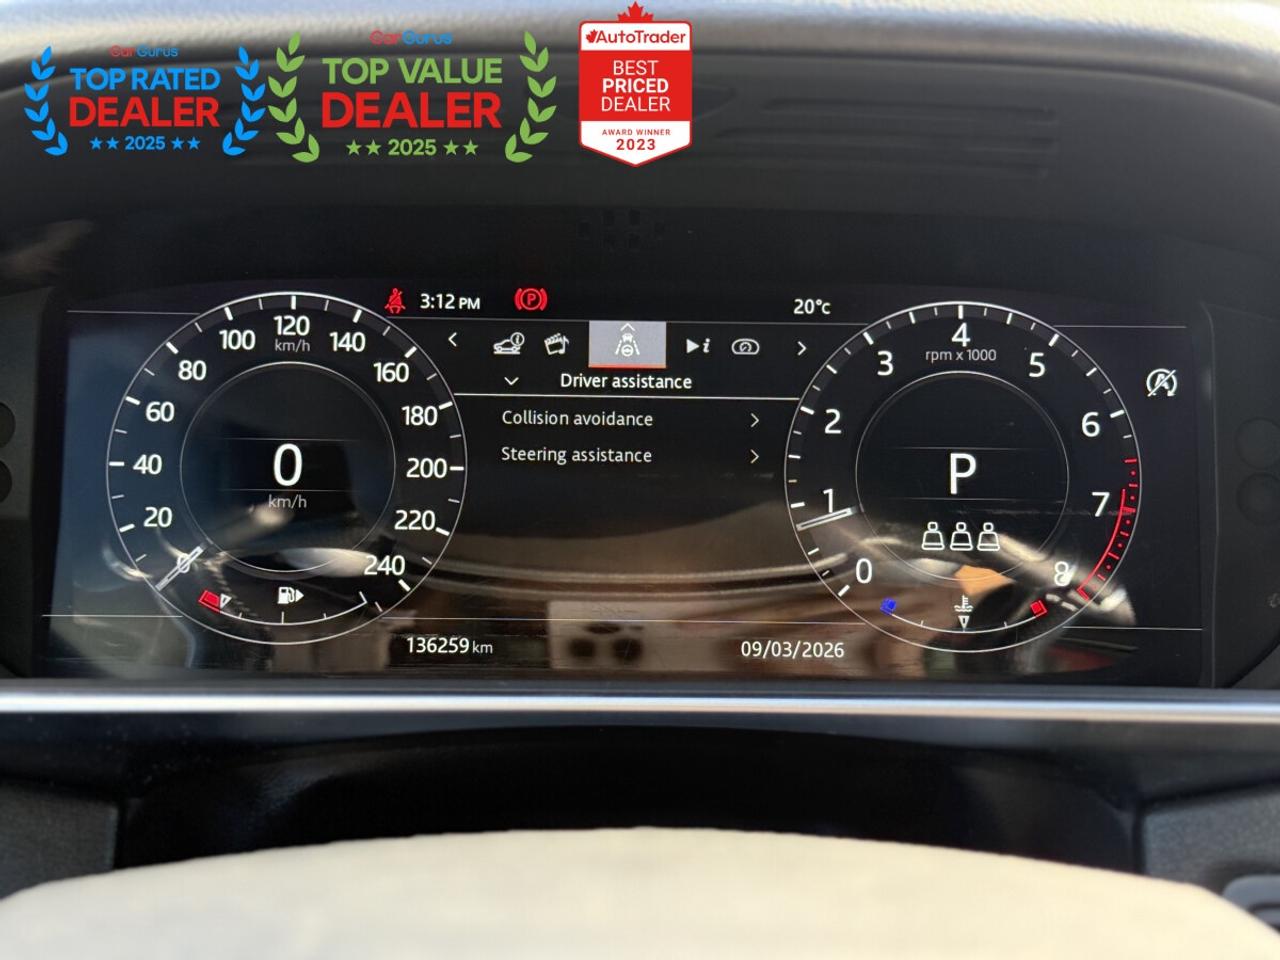 CarGurus
TOP RATED
DEALER
★★ 2025 ★★
CarGurus
TOP VALUE
DEALER
★★ 2025 ★★
AutoTrader
BEST
PRICED
DEALER
AWARD WINNER
2023
3:12 PM
P
20°c
i
Driver assistance
Collision avoidance
Steering assistance
0
20
40
60
80
100
120
km/h
140
160
180
200
220
240
0
km/h
0
1
2
3
4
rpm x 1000
5
6
7
8
P
A
136259 km
09/03/2026